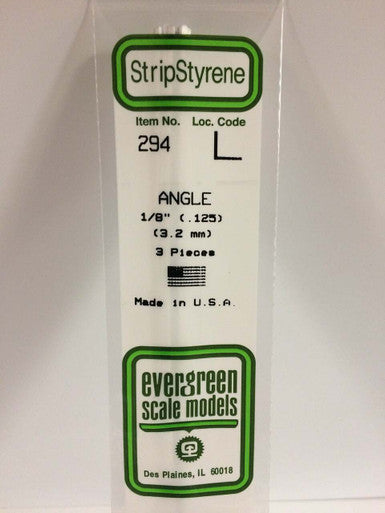 StripStyrene
Item No. Loc. Code
294
ANGLE
1/8" (.125)
(3.2 mm)
3 Pieces
Made in U.S.A.
evergreen
scale models
Des Plaines, IL 60018